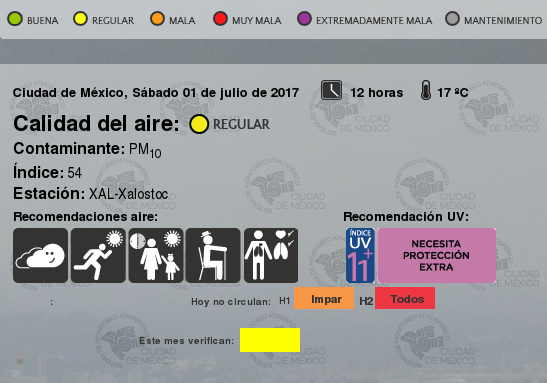 BUENA REGULAR MALA MUY MALA EXTREMADAMENTE MALA MANTENIMIENTO
Ciudad de México, Sábado 01 de julio de 2017 12 horas 17 ºC
Calidad del aire: REGULAR
Contaminante: PM10
Índice: 54
Estación: XAL-Xalostoc
Recomendaciones aire: Recomendación UV:
ÍNDICE
UV
11+
NECESITA
PROTECCIÓN
EXTRA
: Hoy no circulan: H1 Impar H2 Todos
Este mes verifican: